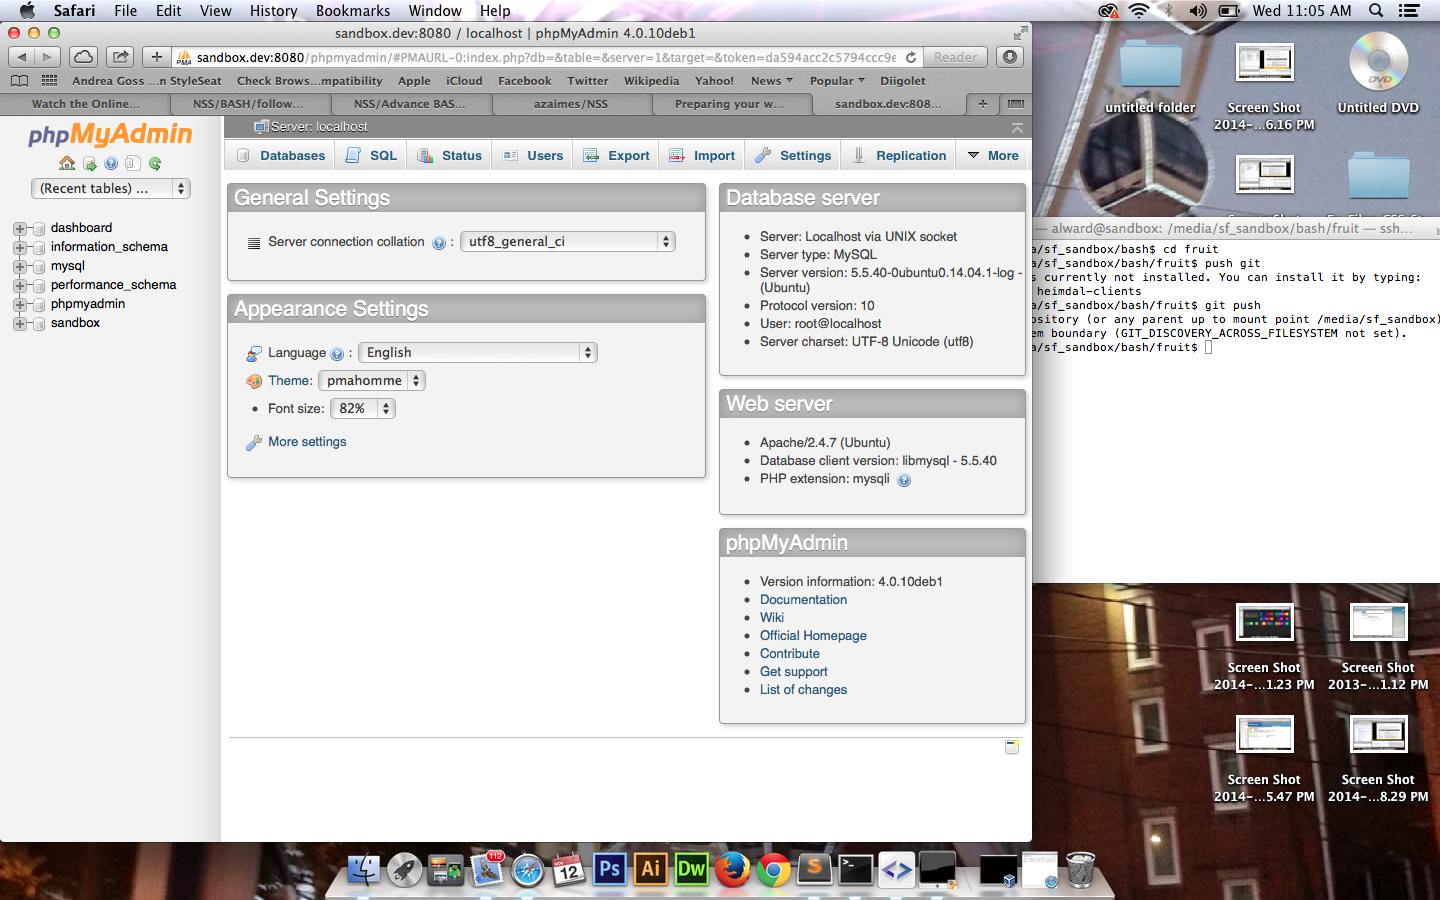 Safari File Edit View History Bookmarks Window Help
Wed 11:05 AM
sandbox.dev:8080 / localhost | phpMyAdmin 4.0.10deb1
sandbox.dev:8080/phpmyadmin/#PMAURL-0:index.php?db=&table=&server=1&target=&token=da594acc2c5794ccc9e
Reader
Andrea Goss ...n StyleSeat Check Brows...mpatibility Apple iCloud Facebook Twitter Wikipedia Yahoo! News Popular Diigolet
Watch the Online... NSS/BASH/follow... NSS/Advance BAS... azaimes/NSS Preparing your w... sandbox.dev:808...
phpMyAdmin
(Recent tables) ...
dashboard
information_schema
mysql
performance_schema
phpmyadmin
sandbox
Server: localhost
Databases SQL Status Users Export Import Settings Replication More
General Settings
Server connection collation : utf8_general_ci
Appearance Settings
Language : English
Theme: pmahomme
Font size: 82%
More settings
Database server
Server: Localhost via UNIX socket
Server type: MySQL
Server version: 5.5.40-0ubuntu0.14.04.1-log -
(Ubuntu)
Protocol version: 10
User: root@localhost
Server charset: UTF-8 Unicode (utf8)
Web server
Apache/2.4.7 (Ubuntu)
Database client version: libmysql - 5.5.40
PHP extension: mysqli
phpMyAdmin
Version information: 4.0.10deb1
Documentation
Wiki
Official Homepage
Contribute
Get support
List of changes
untitled folder
Screen Shot
2014-...6.16 PM
Untitled DVD
— alward@sandbox: /media/sf_sandbox/bash/fruit — ssh...
a/sf_sandbox/bash$ cd fruit
a/sf_sandbox/bash/fruit$ push git
s currently not installed. You can install it by typing:
heimdal-clients
a/sf_sandbox/bash/fruit$ git push
ository (or any parent up to mount point /media/sf_sandbox)
em boundary (GIT_DISCOVERY_ACROSS_FILESYSTEM not set).
a/sf_sandbox/bash/fruit$
Screen Shot
2014-...1.23 PM
Screen Shot
2013-...1.12 PM
Screen Shot
2014-...5.47 PM
Screen Shot
2014-...8.29 PM
112
NOV
12
Ps
Ai
Dw
S